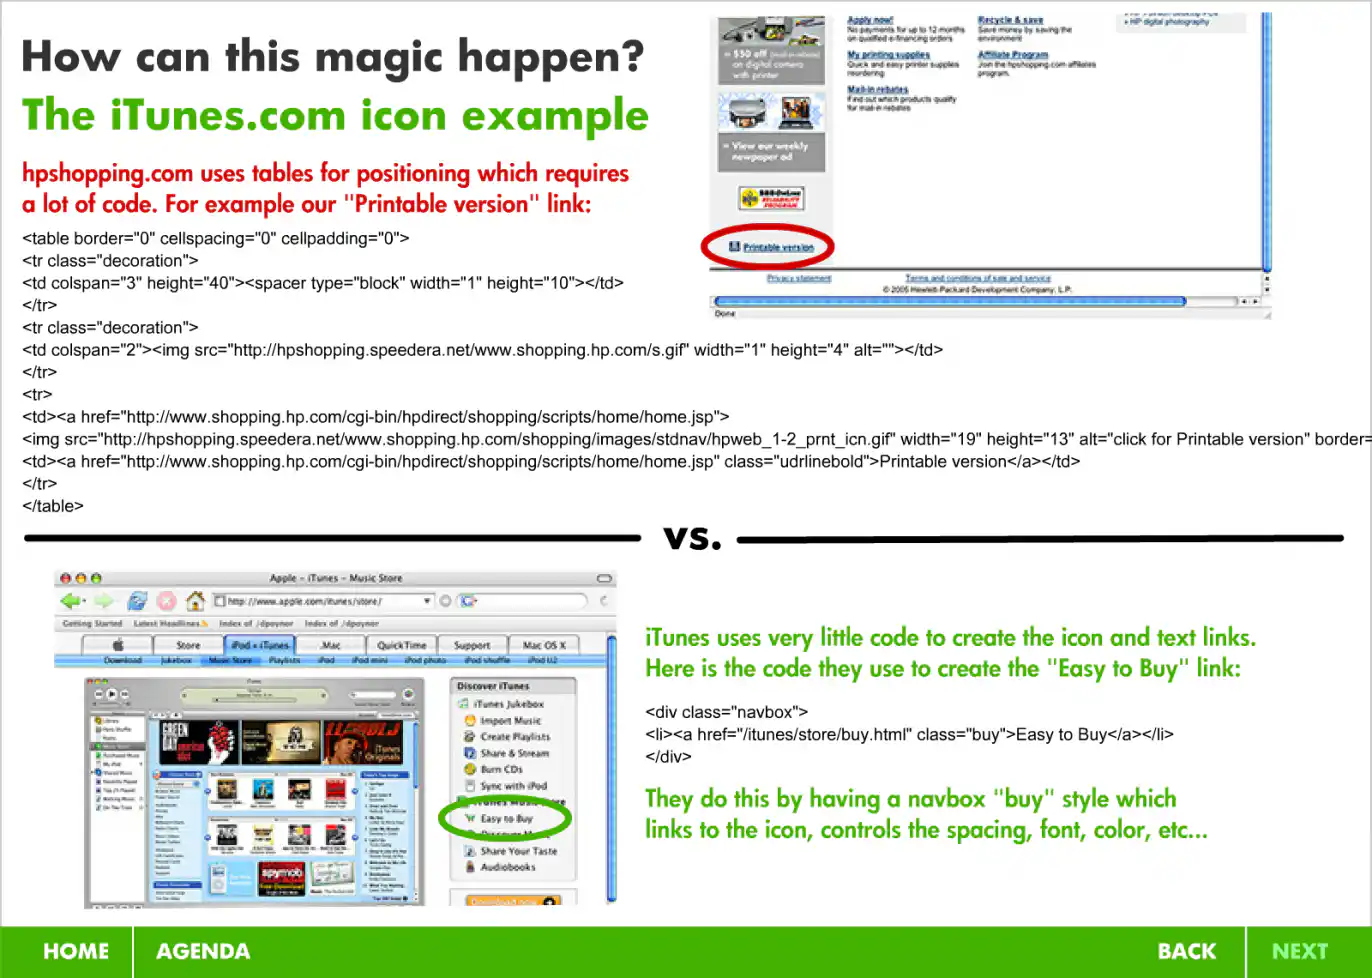 How can this magic happen?
The iTunes.com icon example
hpshopping.com uses tables for positioning which requires
a lot of code. For example our "Printable version" link:
<table border="0" cellspacing="0" cellpadding="0">
<tr class="decoration">
<td colspan="3" height="40"><spacer type="block" width="1" height="10"></td>
</tr>
<tr class="decoration">
<td colspan="2"><img src="http://hpshopping.speedera.net/www.shopping.hp.com/s.gif" width="1" height="4" alt=""></td>
</tr>
<tr>
<td><a href="http://www.shopping.hp.com/cgi-bin/hpdirect/shopping/scripts/home/home.jsp">
<img src="http://hpshopping.speedera.net/www.shopping.hp.com/shopping/images/stdnav/hpweb_1-2_prnt_icn.gif" width="19" height="13" alt="click for Printable version" border=
<td><a href="http://www.shopping.hp.com/cgi-bin/hpdirect/shopping/scripts/home/home.jsp" class="udrlinebold">Printable version</a></td>
</tr>
</table>
» $50 off
on digital camera
with printer
» View our weekly
newspaper ad
Printable version
Apply now!
No payments for up to 12 months
on qualified e-financing orders
My printing supplies
Quick and easy printer supplies
reordering
Mail-in rebates
Find out which products qualify
for mail-in rebates
Recycle & save
Save money by saving the
environment
Affiliate Program
Join the hpshopping.com affiliates
program.
» HP digital photography
Privacy statement
Terms and conditions of sale and service
© 2005 Hewlett-Packard Development Company, L.P.
Done
vs.
Apple - iTunes - Music Store
http://www.apple.com/itunes/store/
Getting Started Latest Headlines Index of /dpoynor Index of /dpoynor
Store iPod + iTunes .Mac QuickTime Support Mac OS X
Download Jukebox Music Store Playlists iPod iPod mini iPod photo iPod shuffle iPod U2
Discover iTunes
iTunes Jukebox
Import Music
Create Playlists
Share & Stream
Burn CDs
Sync with iPod
iTunes Music Store
Easy to Buy
Discover Music
Share Your Taste
Audiobooks
Download now
iTunes uses very little code to create the icon and text links.
Here is the code they use to create the "Easy to Buy" link:
<div class="navbox">
<li><a href="/itunes/store/buy.html" class="buy">Easy to Buy</a></li>
</div>
They do this by having a navbox "buy" style which
links to the icon, controls the spacing, font, color, etc...
HOME AGENDA BACK NEXT